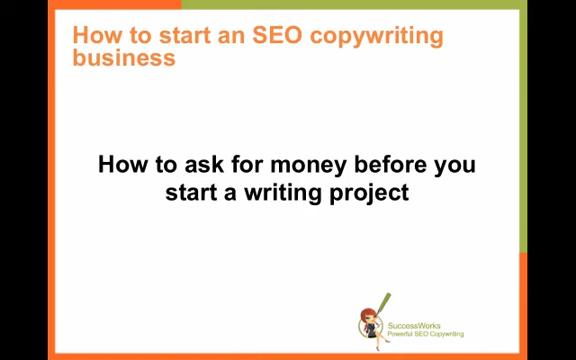 How to start an SEO copywriting
business
How to ask for money before you
start a writing project
SuccessWorks
Powerful SEO Copywriting